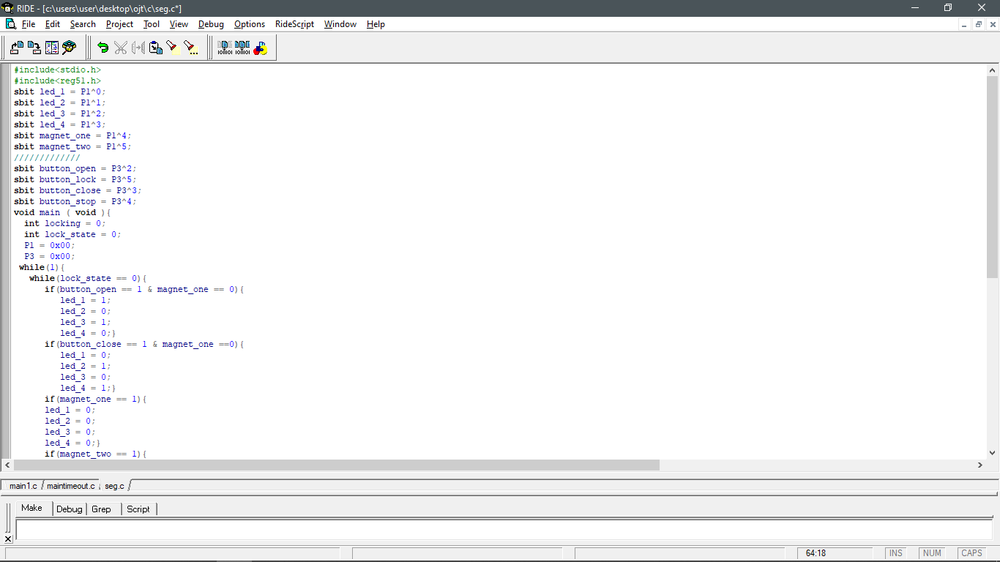 RIDE - [c:\users\user\desktop\ojt\c\seg.c*]
File Edit Search Project Tool View Debug Options RideScript Window Help
#include<stdio.h>
#include<reg51.h>
sbit led_1 = P1^0;
sbit led_2 = P1^1;
sbit led_3 = P1^2;
sbit led_4 = P1^3;
sbit magnet_one = P1^4;
sbit magnet_two = P1^5;
/////////////
sbit button_open = P3^2;
sbit button_lock = P3^5;
sbit button_close = P3^3;
sbit button_stop = P3^4;
void main ( void ){
int locking = 0;
int lock_state = 0;
P1 = 0x00;
P3 = 0x00;
while(1){
while(lock_state == 0){
if(button_open == 1 & magnet_one == 0){
led_1 = 1;
led_2 = 0;
led_3 = 1;
led_4 = 0;}
if(button_close == 1 & magnet_one ==0){
led_1 = 0;
led_2 = 1;
led_3 = 0;
led_4 = 1;}
if(magnet_one == 1){
led_1 = 0;
led_2 = 0;
led_3 = 0;
led_4 = 0;}
if(magnet_two == 1){
main1.c maintimeout.c seg.c
Make Debug Grep Script
64:18 INS NUM CAPS